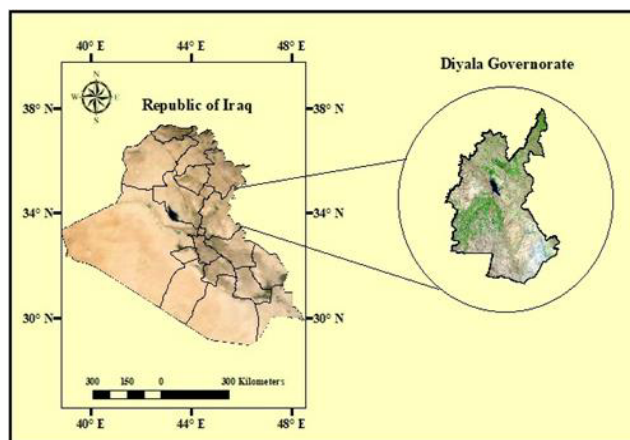 40° E 44° E 48° E
Diyala Governorate
N
W E
S
Republic of Iraq
38° N 38° N
34° N 34° N
30° N 30° N
300 150 0 300 Kilometers
40° E 44° E 48° E